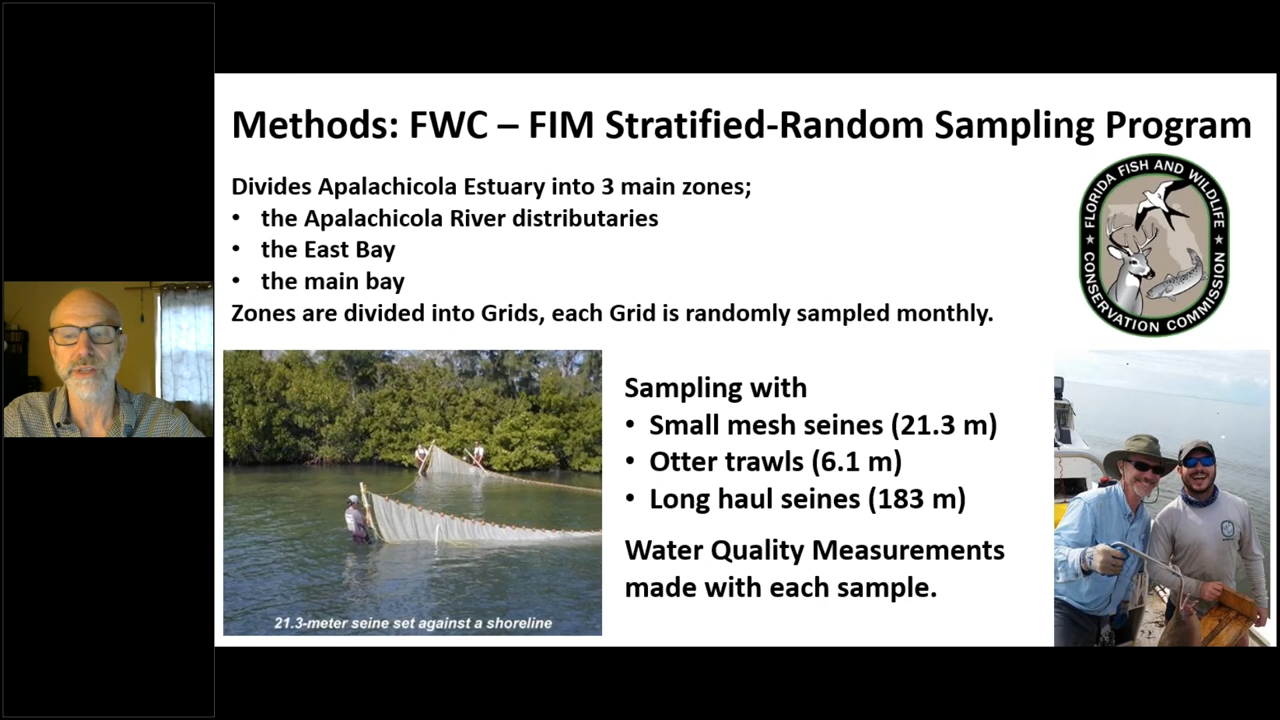 Methods: FWC – FIM Stratified-Random Sampling Program
Divides Apalachicola Estuary into 3 main zones;
• the Apalachicola River distributaries
• the East Bay
• the main bay
Zones are divided into Grids, each Grid is randomly sampled monthly.
FLORIDA FISH AND WILDLIFE
CONSERVATION COMMISSION
Sampling with
• Small mesh seines (21.3 m)
• Otter trawls (6.1 m)
• Long haul seines (183 m)
Water Quality Measurements
made with each sample.
21.3-meter seine set against a shoreline